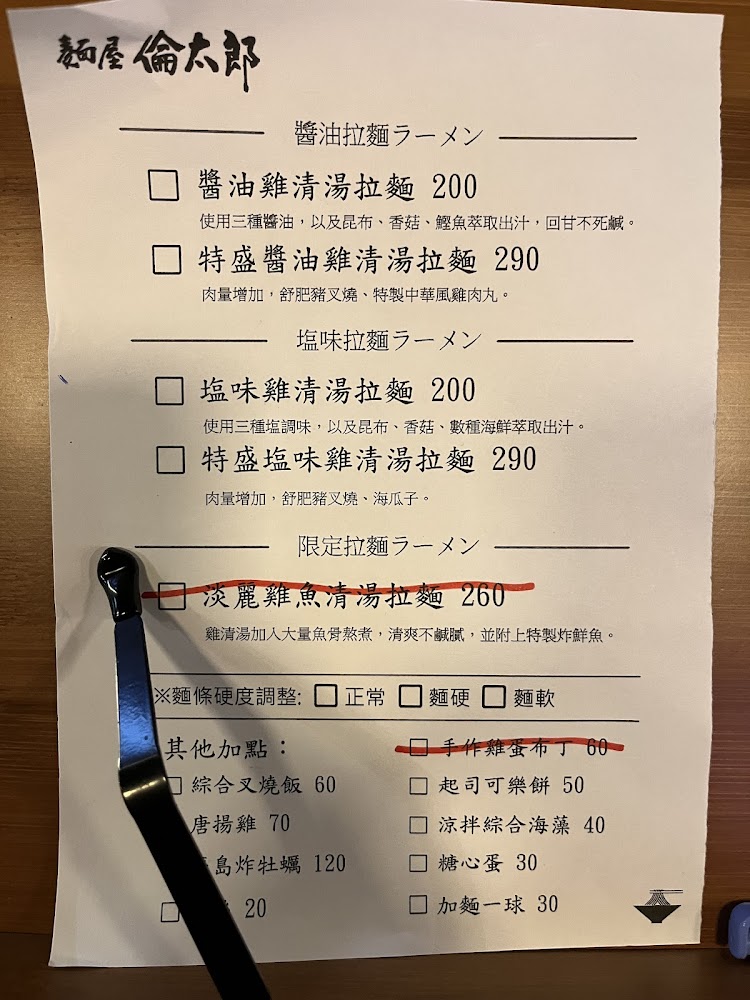 麵屋 倫太郎
醬油拉麵ラーメン
醬油雞清湯拉麵 200
使用三種醬油，以及昆布、香菇、鰹魚萃取出汁，回甘不死鹹。
特盛醬油雞清湯拉麵 290
肉量增加，舒肥豬叉燒、特製中華風雞肉丸。
塩味拉麵ラーメン
塩味雞清湯拉麵 200
使用三種塩調味，以及昆布、香菇、數種海鮮萃取出汁。
特盛塩味雞清湯拉麵 290
肉量增加，舒肥豬叉燒、海瓜子。
限定拉麵ラーメン
淡麗雞魚清湯拉麵 260
雞清湯加入大量魚骨熬煮，清爽不鹹膩，並附上特製炸鮮魚。
※麵條硬度調整: 正常 麵硬 麵軟
其他加點：
綜合叉燒飯 60
唐揚雞 70
島炸牡蠣 120
20
手作雞蛋布丁 60
起司可樂餅 50
涼拌綜合海藻 40
糖心蛋 30
加麵一球 30